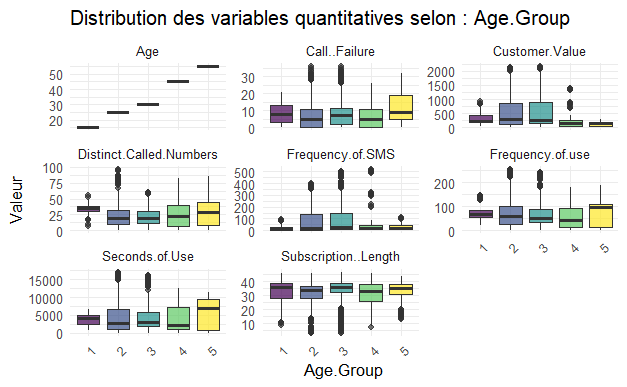 Distribution des variables quantitatives selon : Age.Group
Age
Call..Failure
Customer.Value
50
40
30
20
30
20
10
0
2000
1500
1000
500
0
Distinct.Called.Numbers
Frequency.of.SMS
Frequency.of.use
100
75
50
25
0
500
400
300
200
100
0
200
100
0
1 2 3 4 5
Seconds.of.Use
Subscription..Length
15000
10000
5000
0
40
30
20
10
1 2 3 4 5
1 2 3 4 5
Valeur
Age.Group